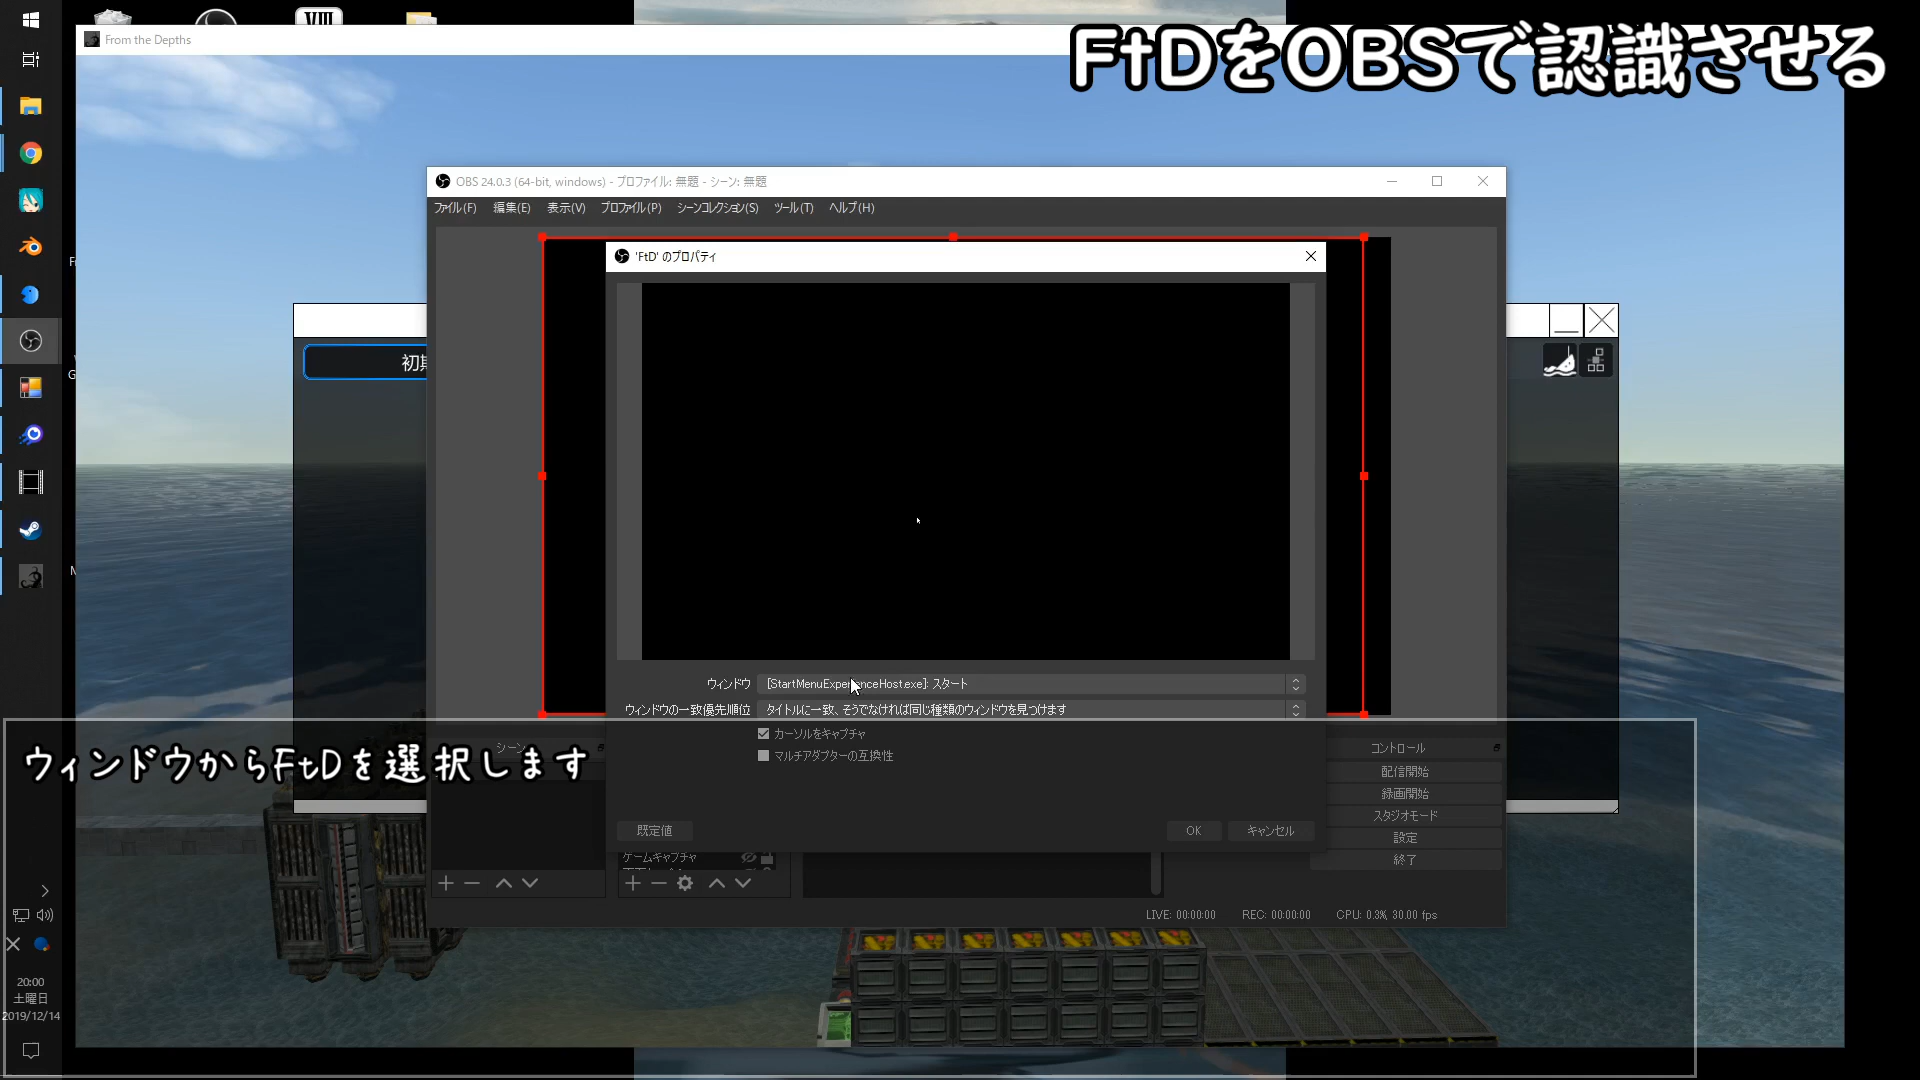 From the Depths
FtDをOBSで認識させる
OBS 24.0.3 (64-bit, windows) - プロファイル: 無題 - シーン: 無題
ファイル(F) 編集(E) 表示(V) プロファイル(P) シーンコレクション(S) ツール(T) ヘルプ(H)
'FtD' のプロパティ
ウィンドウ [StartMenuExperienceHost.exe]: スタート
ウィンドウの一致優先順位 タイトルに一致、そうでなければ同じ種類のウィンドウを見つけます
カーソルをキャプチャ
マルチアダプターの互換性
シーン
ウィンドウからFtDを選択します
コントロール
配信開始
録画開始
スタジオモード
設定
終了
既定値 OK キャンセル
ゲームキャプチャ
LIVE: 00:00:00 REC: 00:00:00 CPU: 0.3%, 30.00 fps
20:00
土曜日
2019/12/14